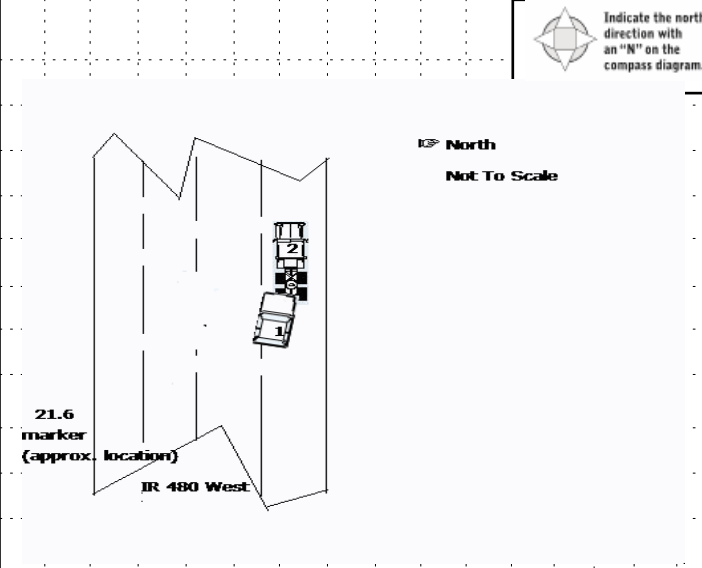 Indicate the north
direction with
an "N" on the
compass diagram.
☞ North
Not To Scale
2
1
21.6
marker
(approx. location)
IR 480 West